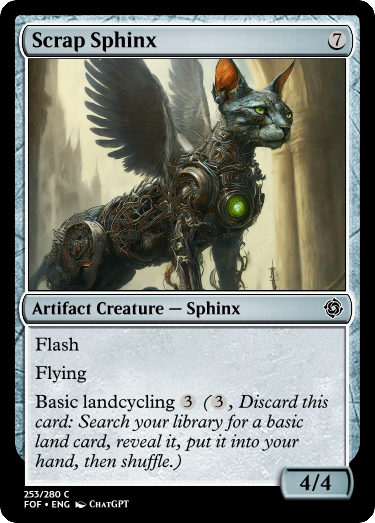 Scrap Sphinx 7
Artifact Creature — Sphinx
Flash
Flying
Basic landcycling 3 (3, Discard this
card: Search your library for a basic
land card, reveal it, put it into your
hand, then shuffle.)
4/4
253/280 C
FOF • ENG ChatGPT